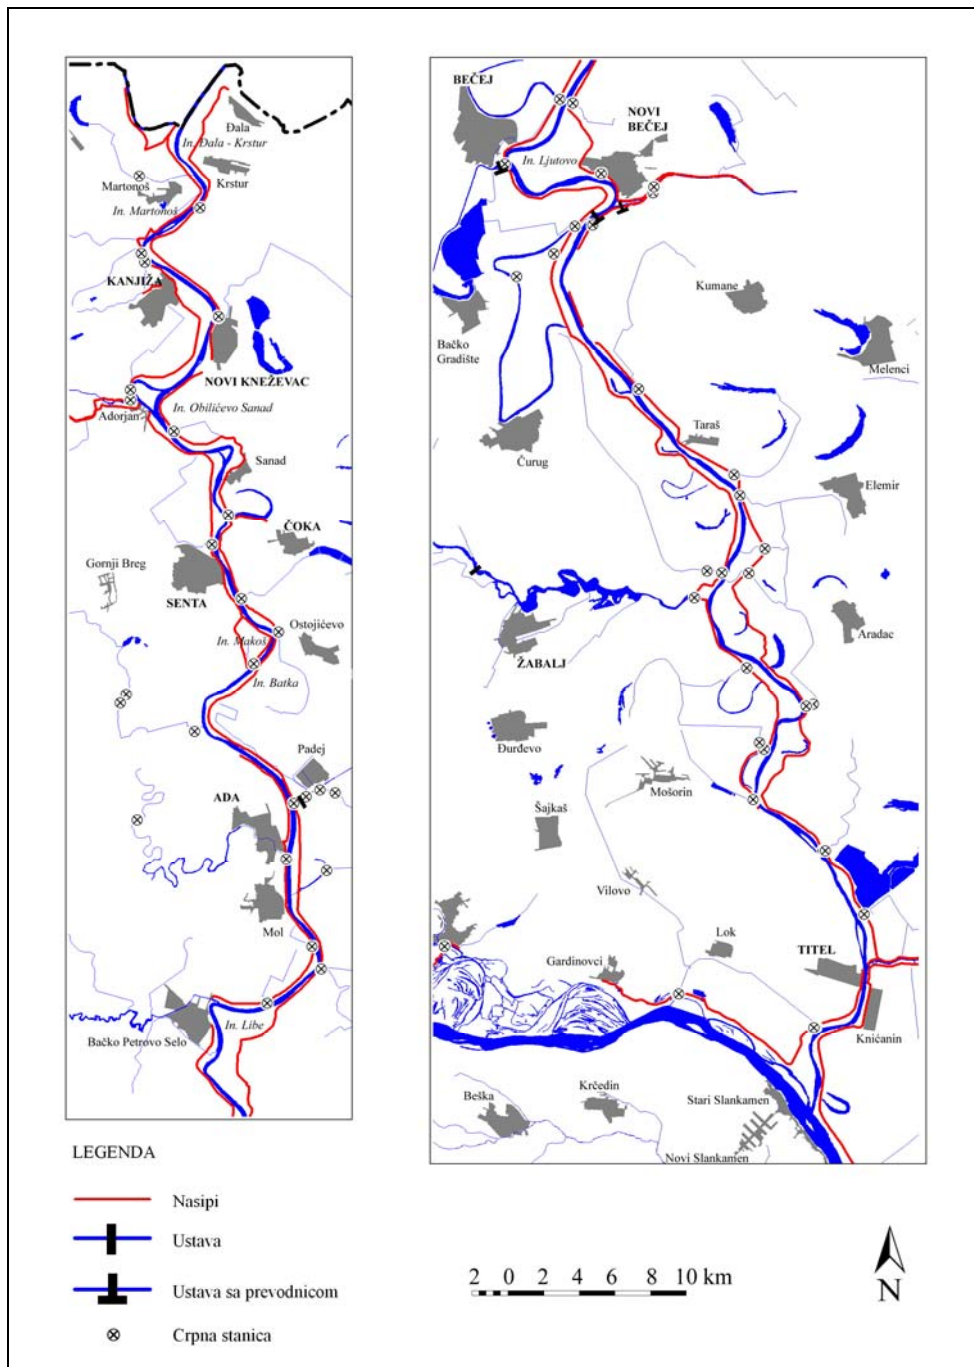 Đala
In. Đala - Krstur
Krstur
Martonoš
In. Martonoš
KANJIŽA
NOVI KNEŽEVAC
In. Obilićevo Sanad
Adorjan
Sanad
ČOKA
Gornji Breg
SENTA
Ostojićevo
In. Makoš
In. Batka
Padej
ADA
Mol
In. Libe
Bačko Petrovo Selo
BEČEJ
NOVI
BEČEJ
In. Ljutovo
Kumane
Bačko
Gradište
Melenci
Taraš
Čurug
Elemir
Aradac
ŽABALJ
Đurđevo
Mošorin
Šajkaš
Vilovo
Lok
TITEL
Gardinovci
Knićanin
Beška
Krčedin
Stari Slankamen
Novi Slankamen
LEGENDA
Nasipi
Ustava
Ustava sa prevodnicom
Crpna stanica
2 0 2 4 6 8 10 km
N